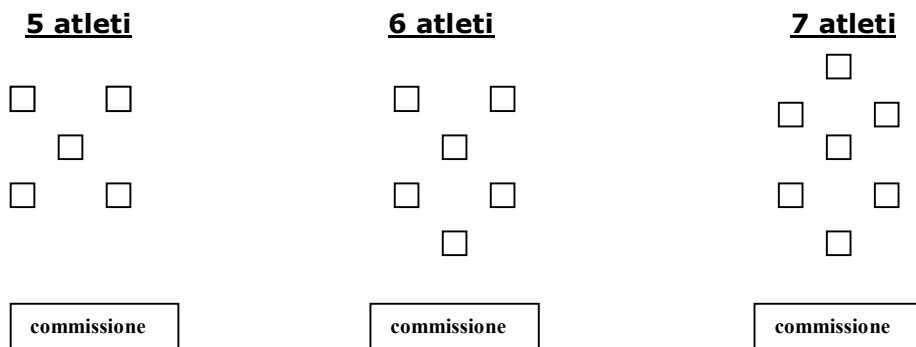 5 atleti
6 atleti
7 atleti
commissione
commissione
commissione